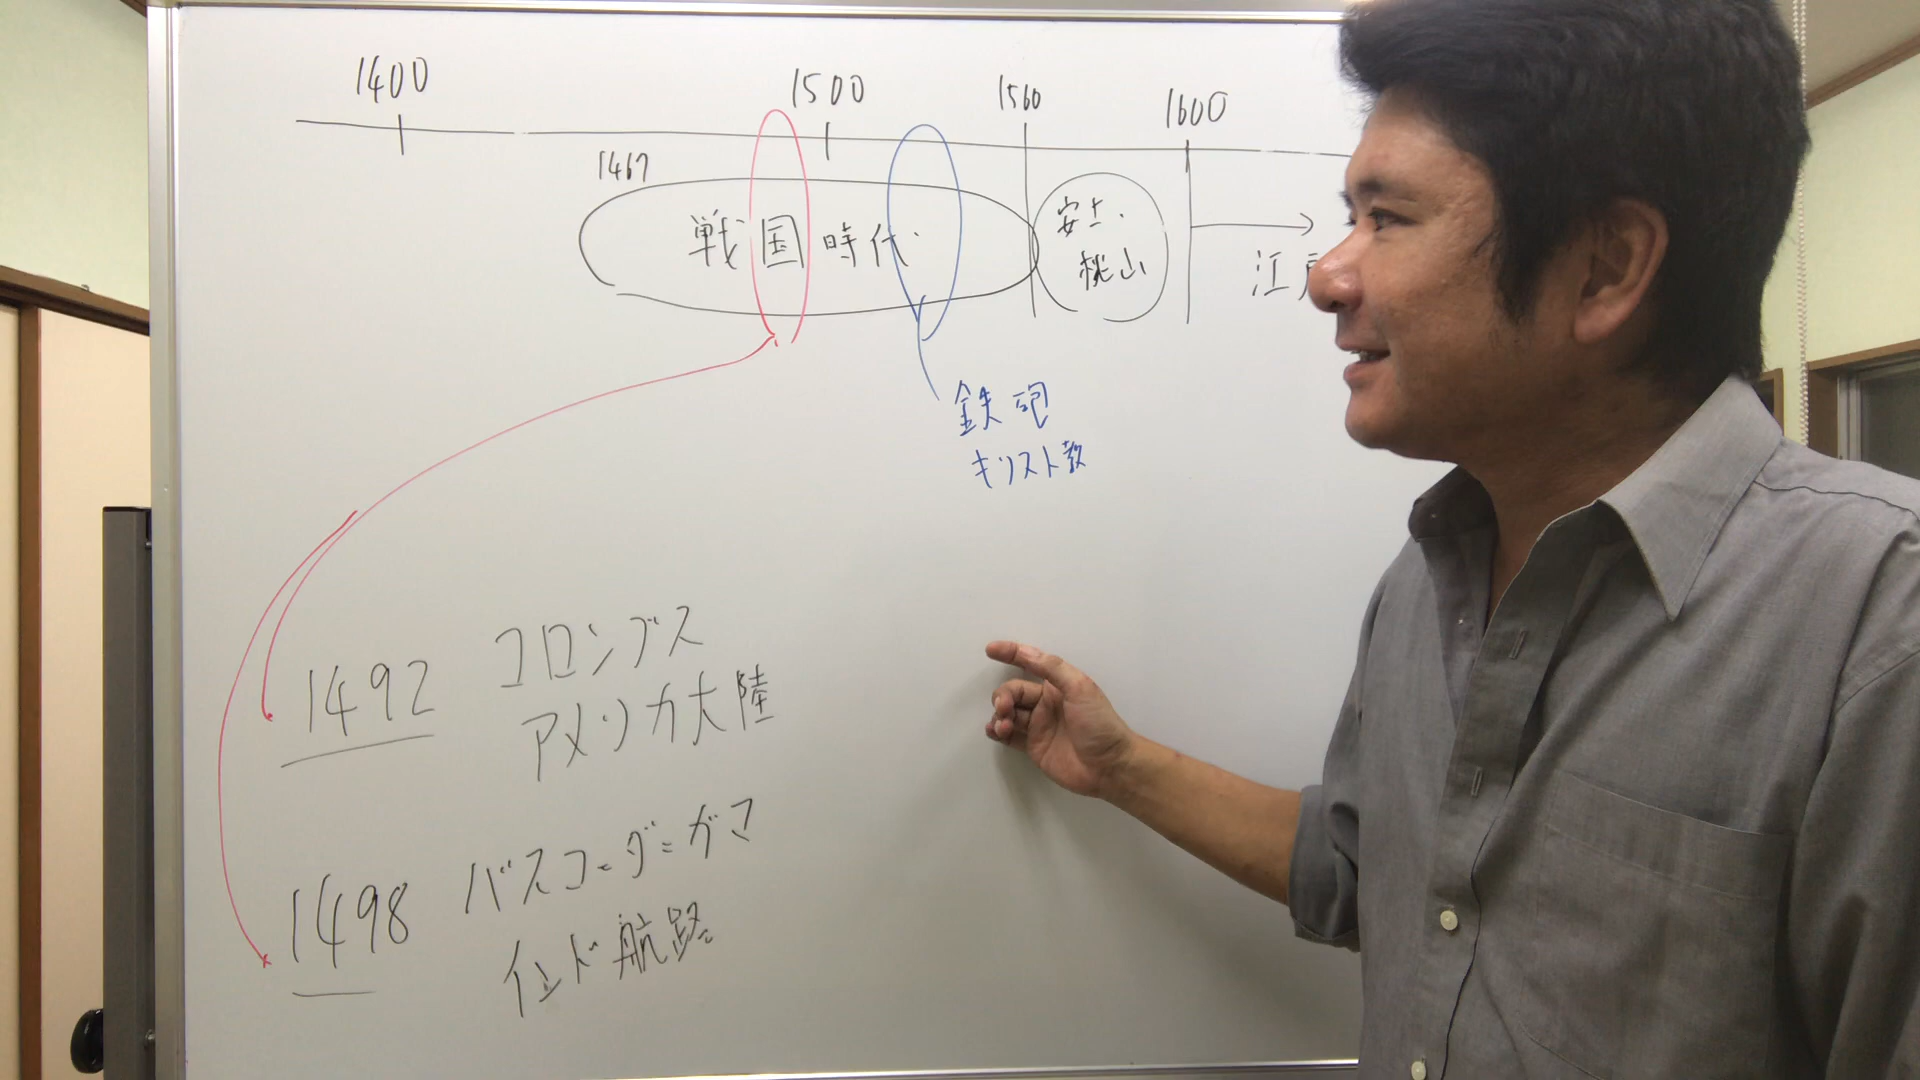 1400
1500
1560
1600
1467
戦国時代
安土・
桃山
江戸
鉄砲
キリスト教
1492
コロンブス
アメリカ大陸
1498
バスコ=ダ=ガマ
インド航路